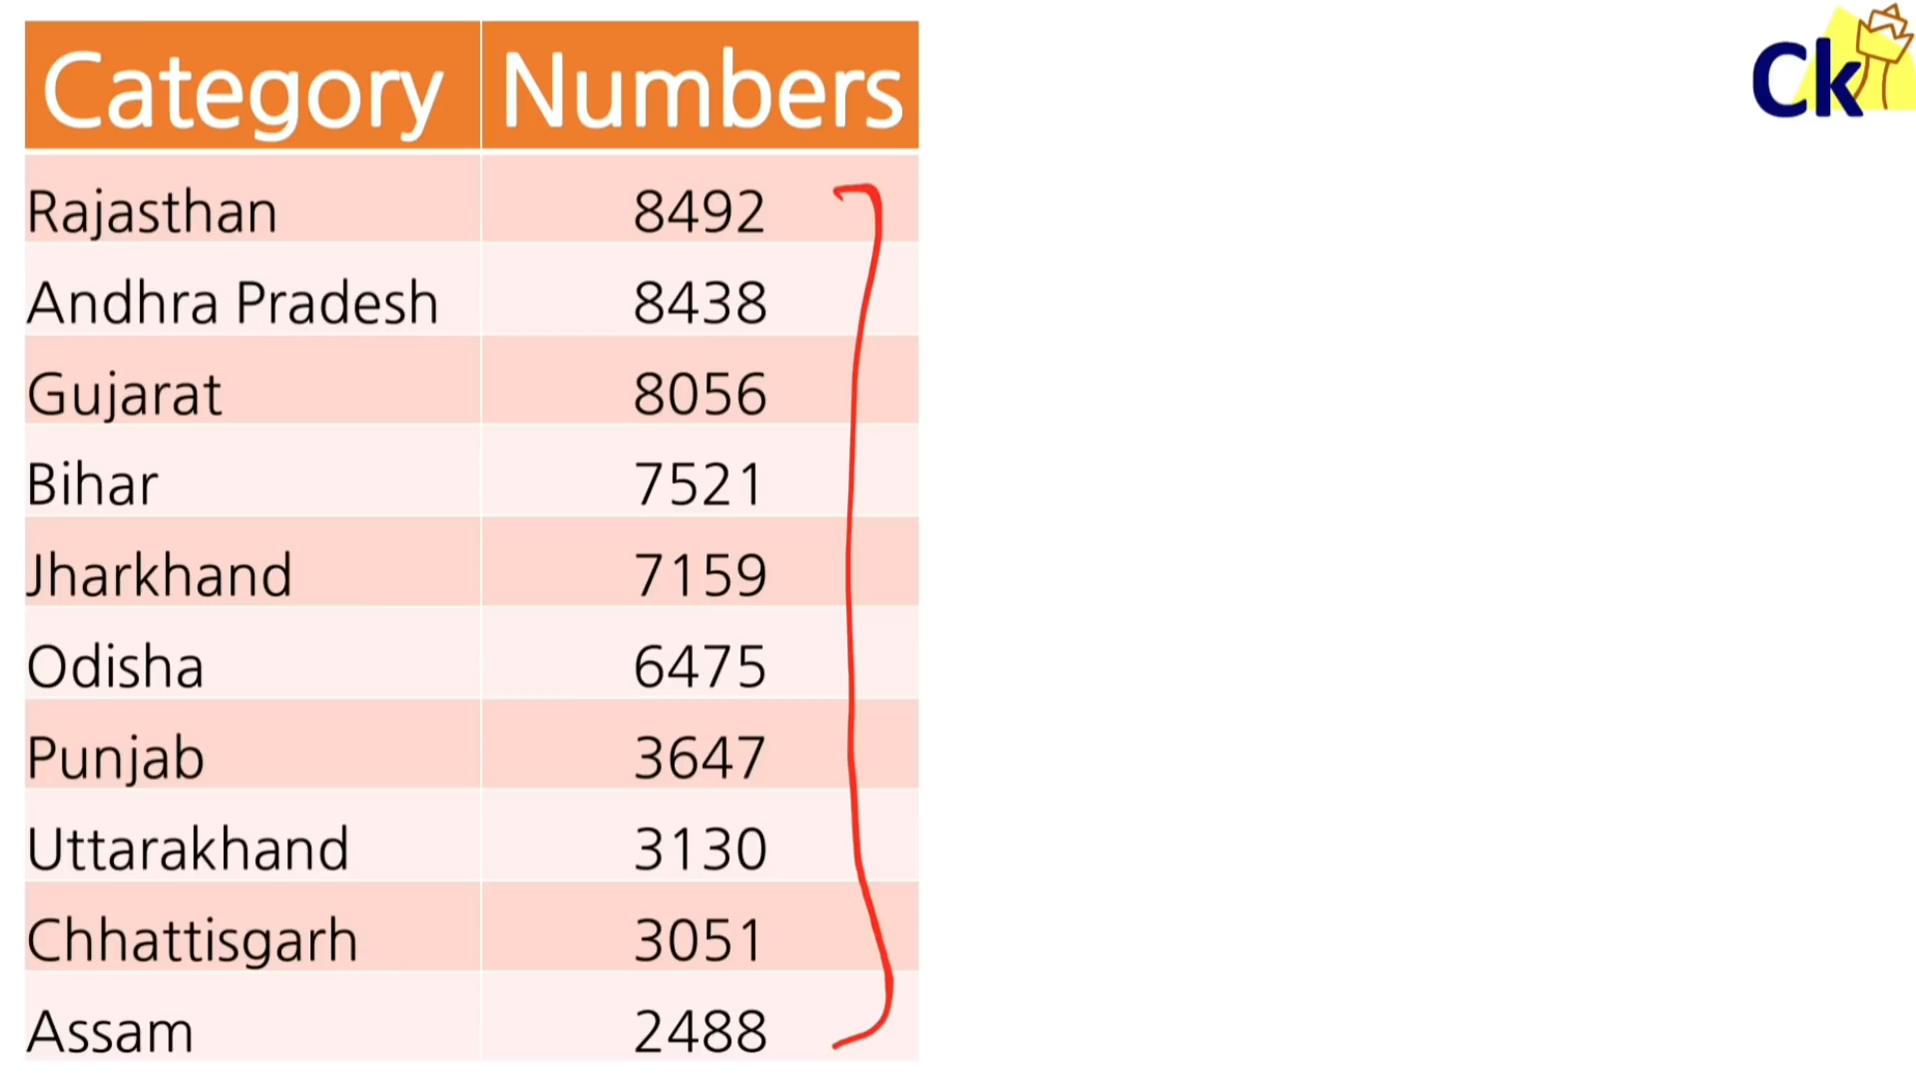 Category Numbers
Ck
Rajasthan 8492
Andhra Pradesh 8438
Gujarat 8056
Bihar 7521
Jharkhand 7159
Odisha 6475
Punjab 3647
Uttarakhand 3130
Chhattisgarh 3051
Assam 2488